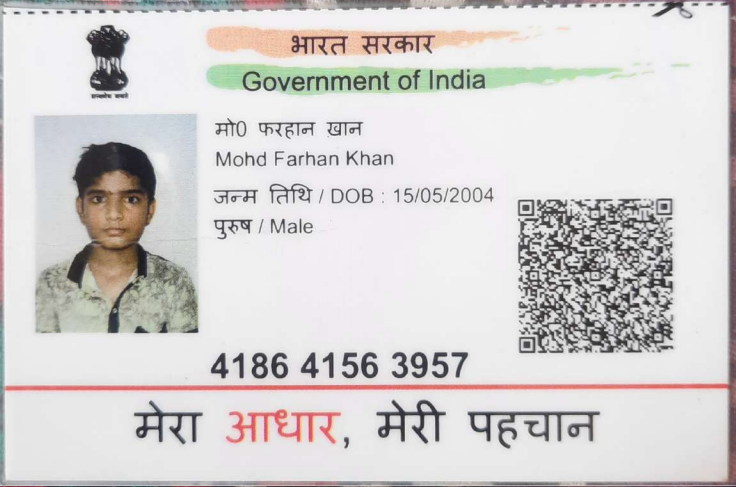 भारत सरकार
Government of India
सत्यमेव जयते
मो0 फरहान ख़ान
Mohd Farhan Khan
जन्म तिथि / DOB : 15/05/2004
पुरुष / Male
4186 4156 3957
मेरा आधार, मेरी पहचान